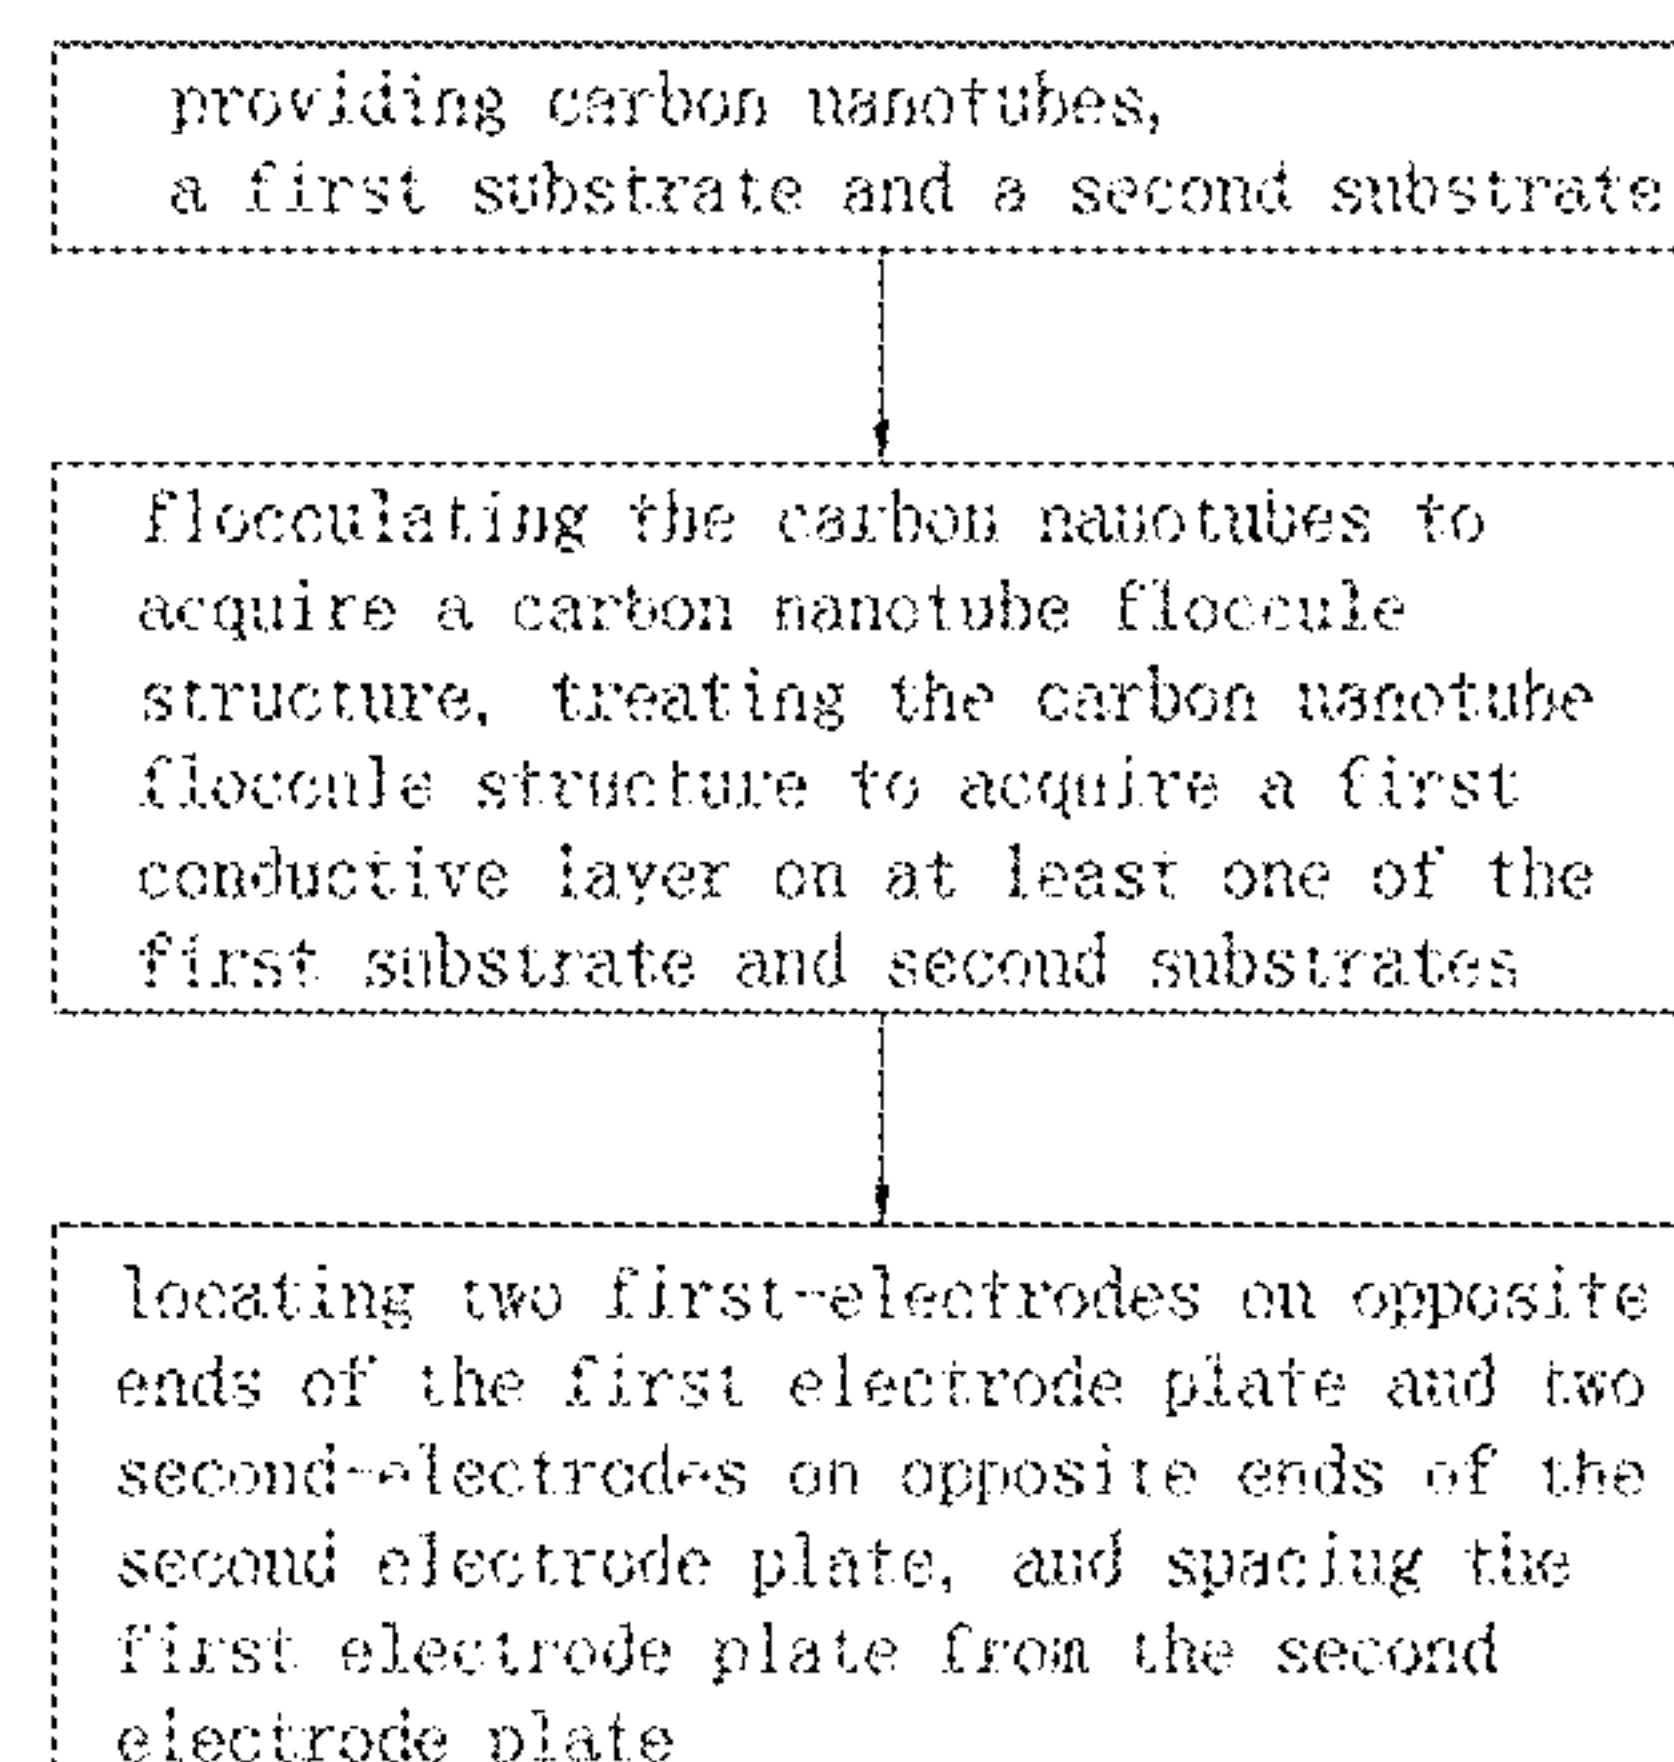 providing carbon nanotubes,
a first substrate and a second substrate
flocculating the carbon nanotubes to
acquire a carbon nanotube floccule
structure, treating the carbon nanotube
floccule structure to acquire a first
conductive layer on at least one of the
first substrate and second substrates
locating two first-electrodes on opposite
ends of the first electrode plate and two
second-electrodes on opposite ends of the
second electrode plate, and spacing the
first electrode plate from the second
electrode plate